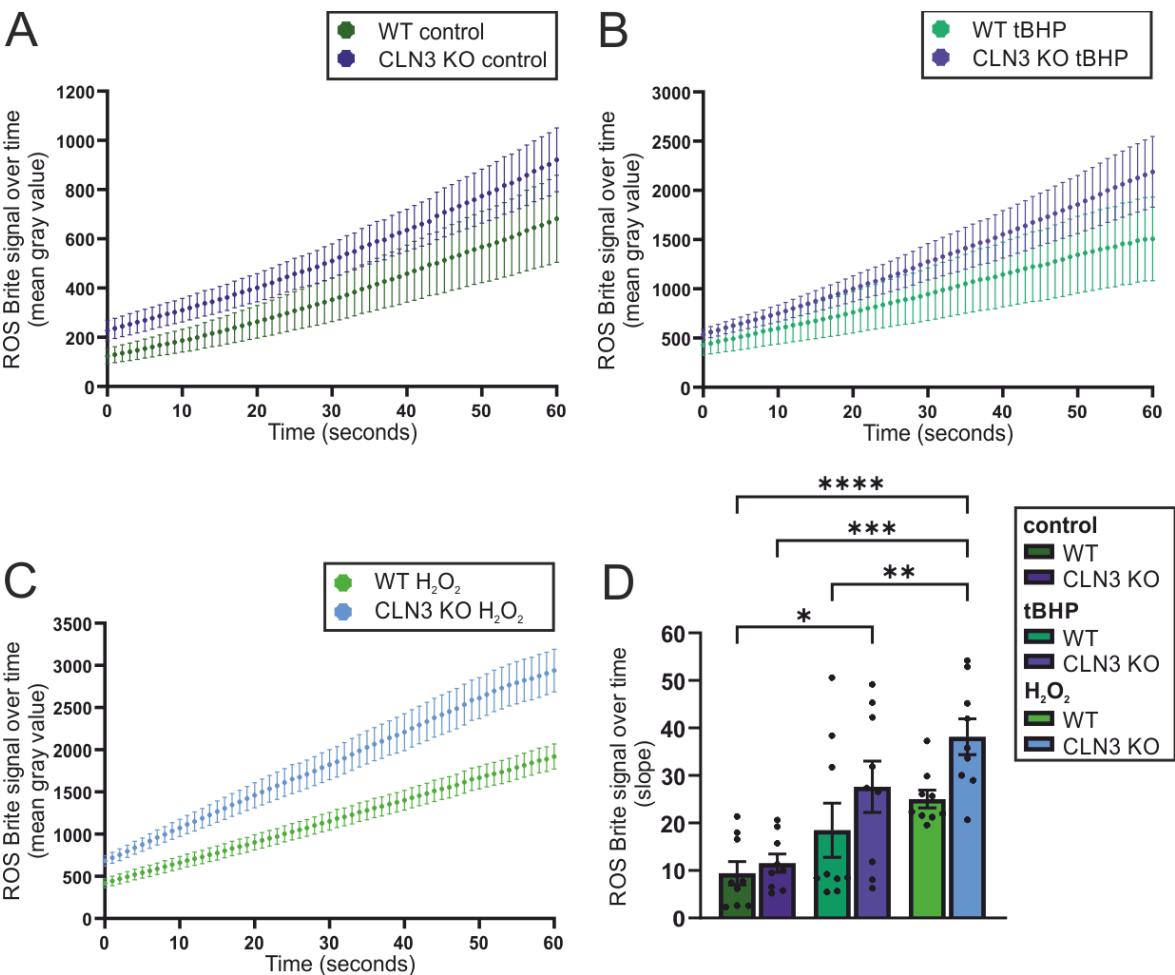 A
WT control
CLN3 KO control
ROS Brite signal over time
(mean gray value)
1200
1000
800
600
400
200
0
0 10 20 30 40 50 60
Time (seconds)
B
WT tBHP
CLN3 KO tBHP
ROS Brite signal over time
(mean gray value)
3000
2500
2000
1500
1000
500
0
0 10 20 30 40 50 60
Time (seconds)
C
WT H₂O₂
CLN3 KO H₂O₂
ROS Brite signal over time
(mean gray value)
3500
3000
2500
2000
1500
1000
500
0
0 10 20 30 40 50 60
Time (seconds)
D
****
***
**
*
ROS Brite signal over time
(slope)
60
50
40
30
20
10
0
control
WT
CLN3 KO
tBHP
WT
CLN3 KO
H₂O₂
WT
CLN3 KO